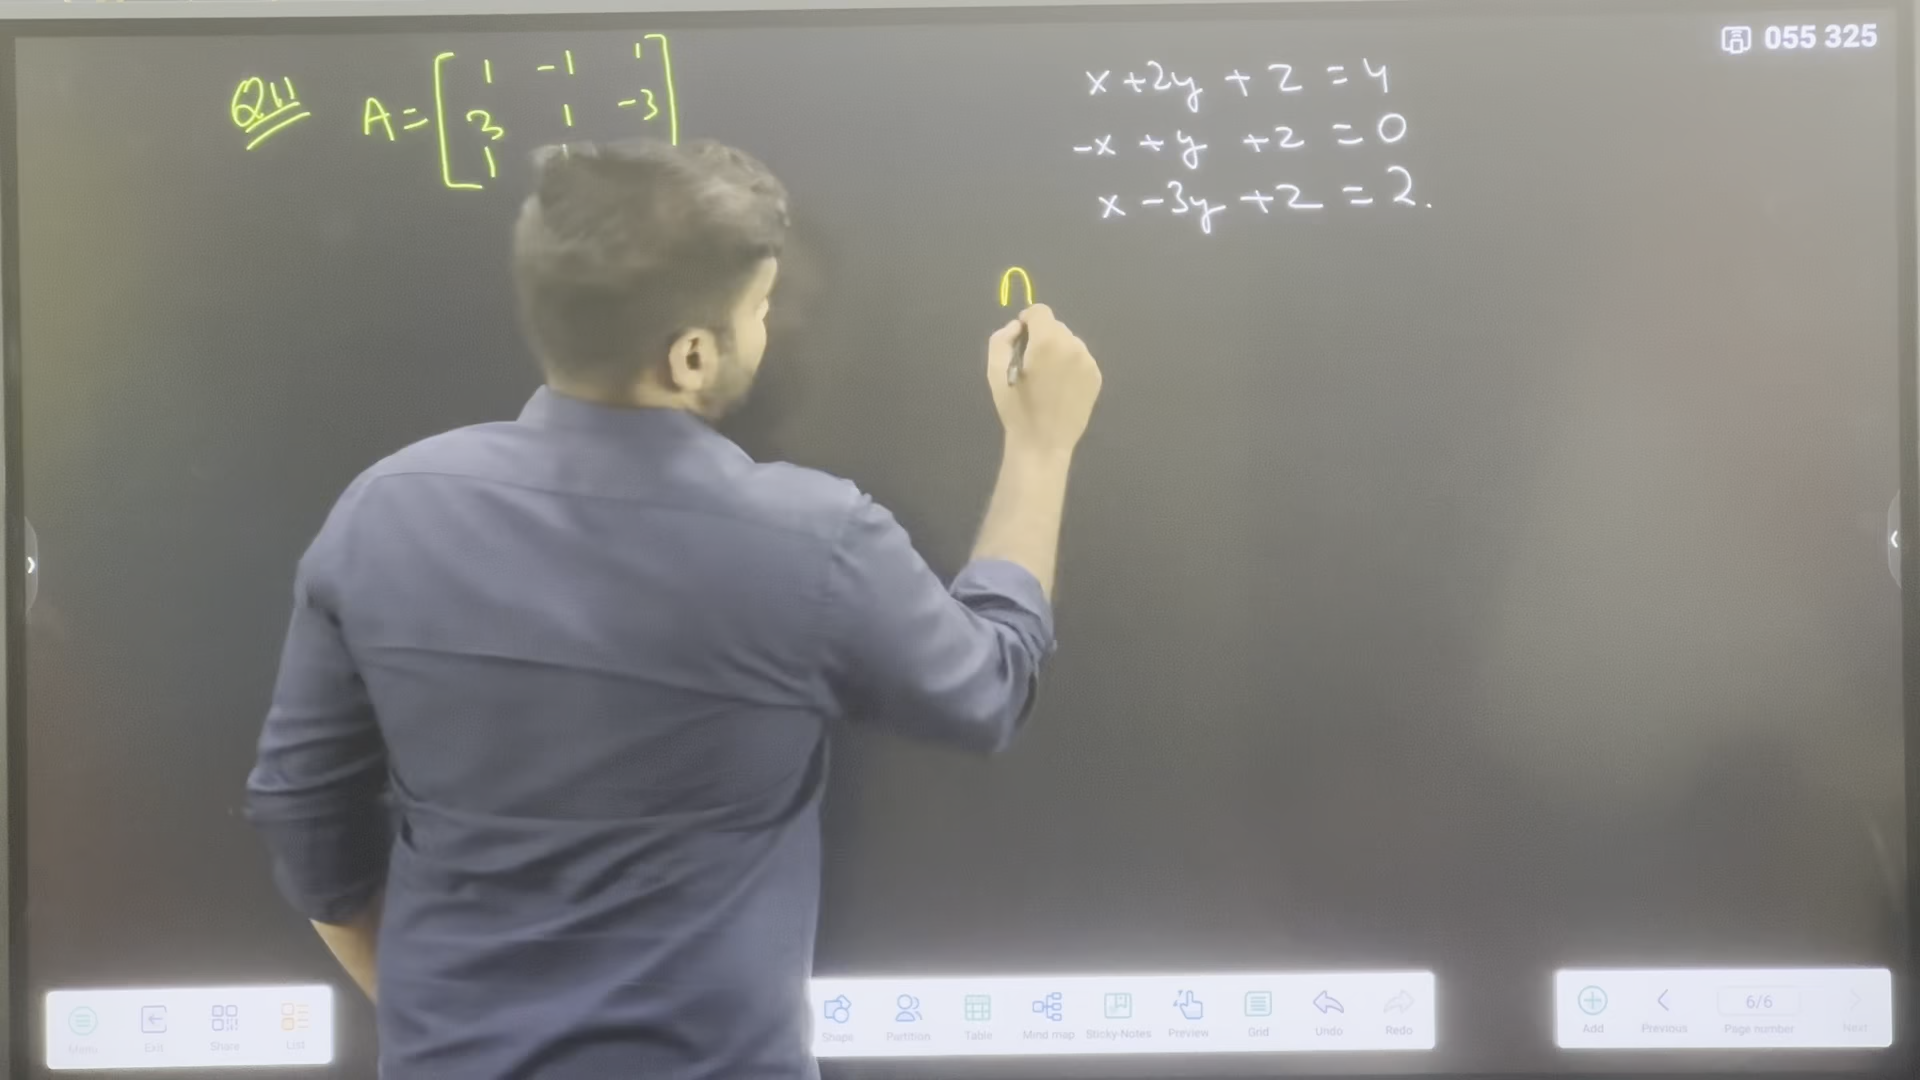 055 325
Q11 A = [ 1 -1 1
3 1 -3
1 1
x + 2y + z = 4
-x + y + z = 0
x - 3y + z = 2.
Menu Exit Share List
Shape Partition Table Mind map Sticky-Notes Preview Grid Undo Redo
Add Previous 6/6 Page number Next